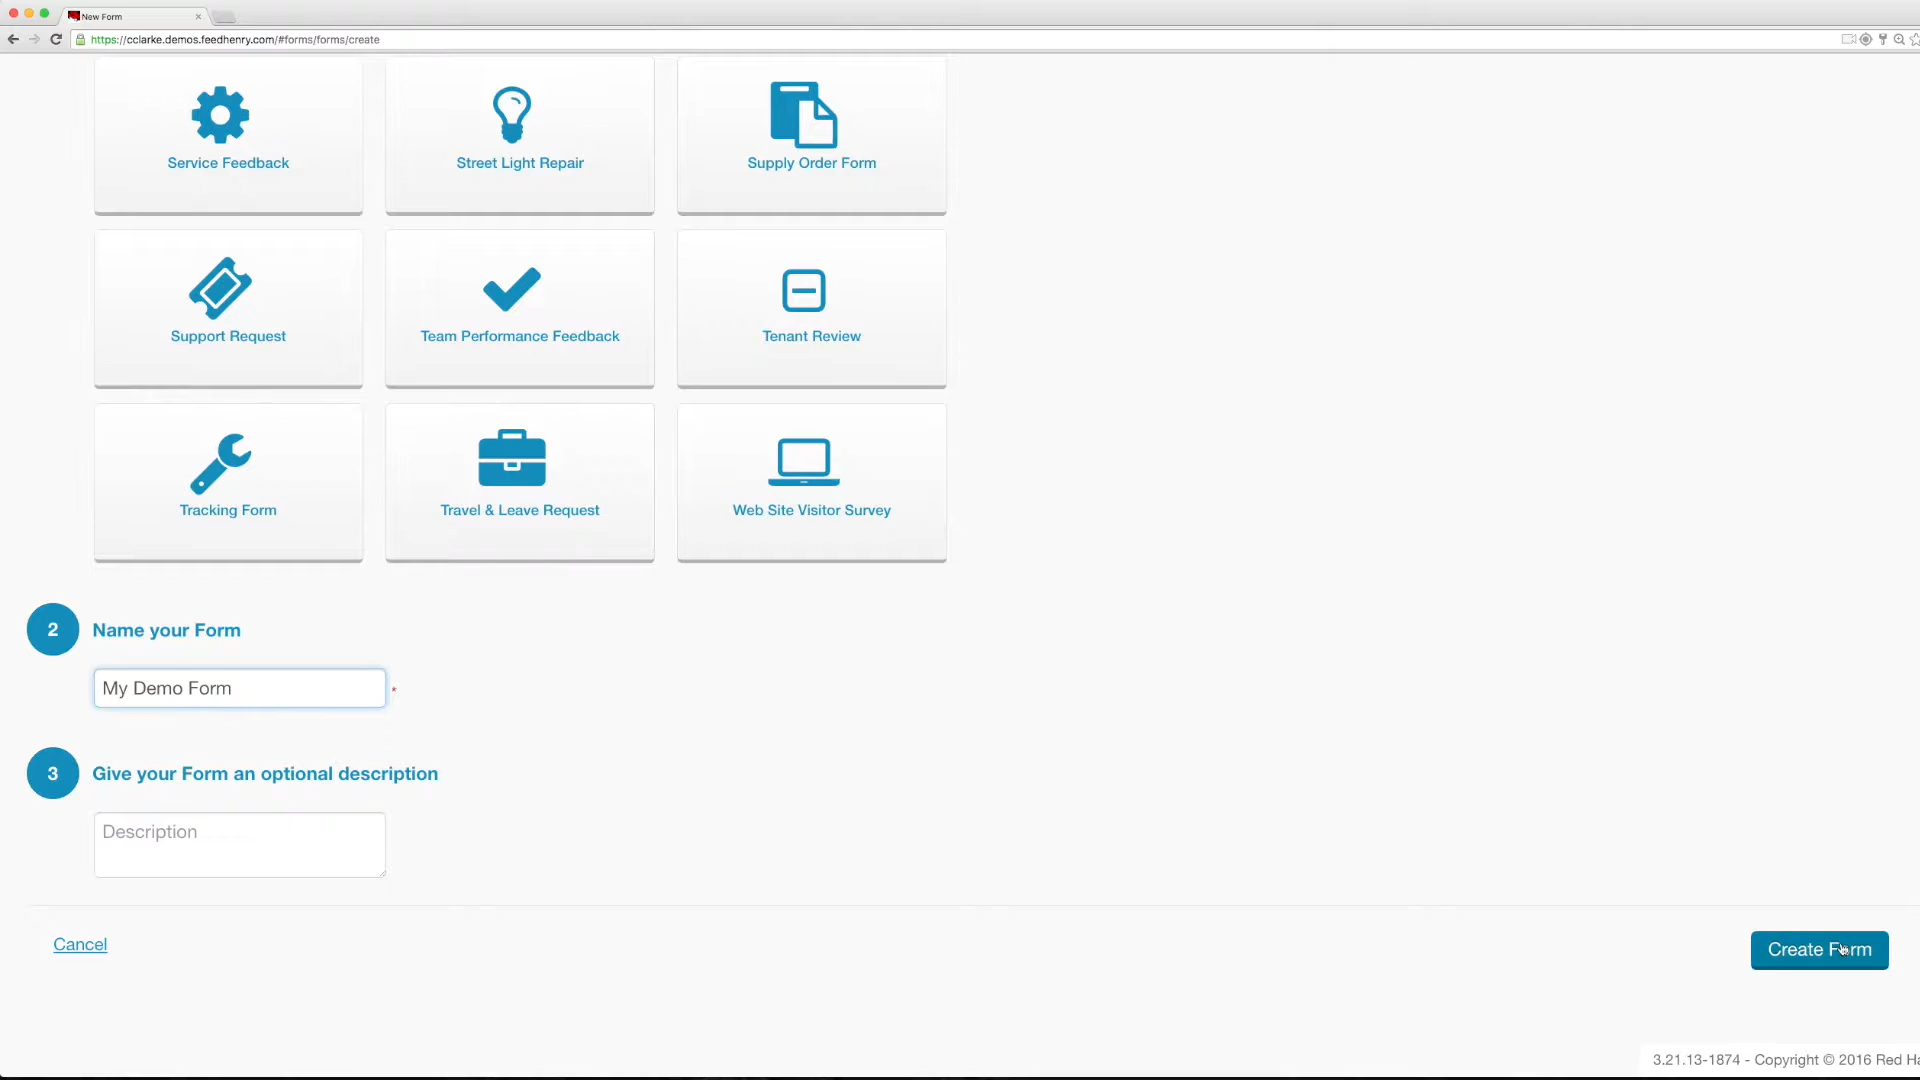 New Form
https://cclarke.demos.feedhenry.com/#forms/forms/create
Service Feedback
Street Light Repair
Supply Order Form
Support Request
Team Performance Feedback
Tenant Review
Tracking Form
Travel & Leave Request
Web Site Visitor Survey
2 Name your Form
My Demo Form *
3 Give your Form an optional description
Description
Cancel
Create Form
3.21.13-1874 - Copyright © 2016 Red Ha